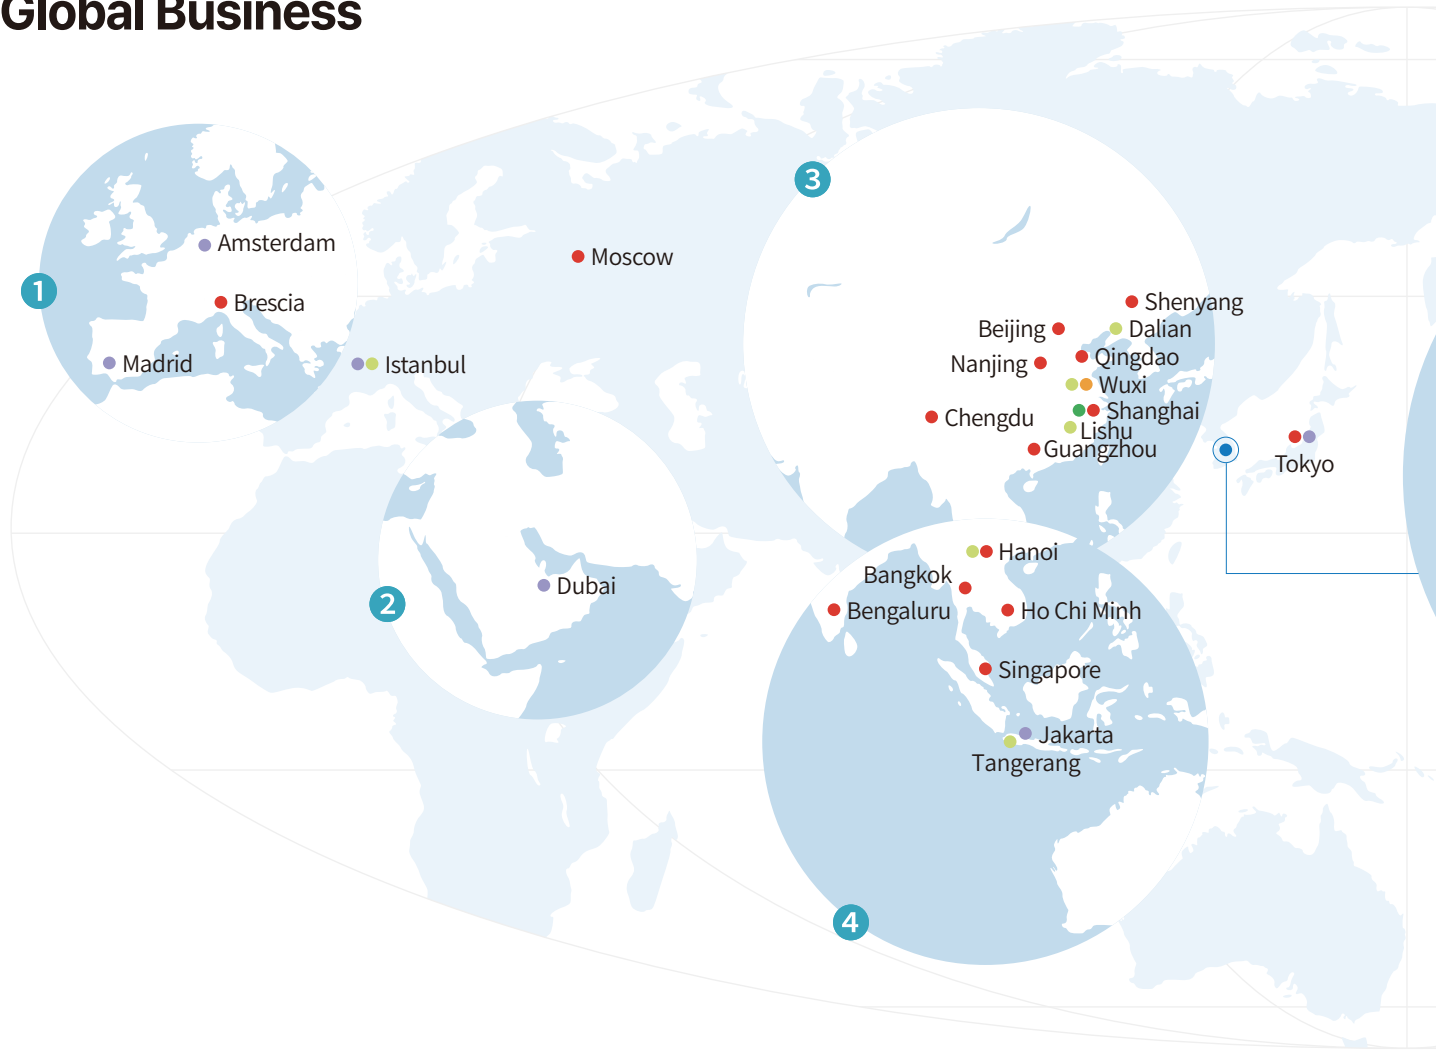 Global Business
1
Amsterdam
Brescia
Madrid
Istanbul
Moscow
2
Dubai
3
Shenyang
Beijing
Dalian
Nanjing
Qingdao
Wuxi
Chengdu
Shanghai
Lishu
Guangzhou
Tokyo
4
Hanoi
Bangkok
Bengaluru
Ho Chi Minh
Singapore
Jakarta
Tangerang